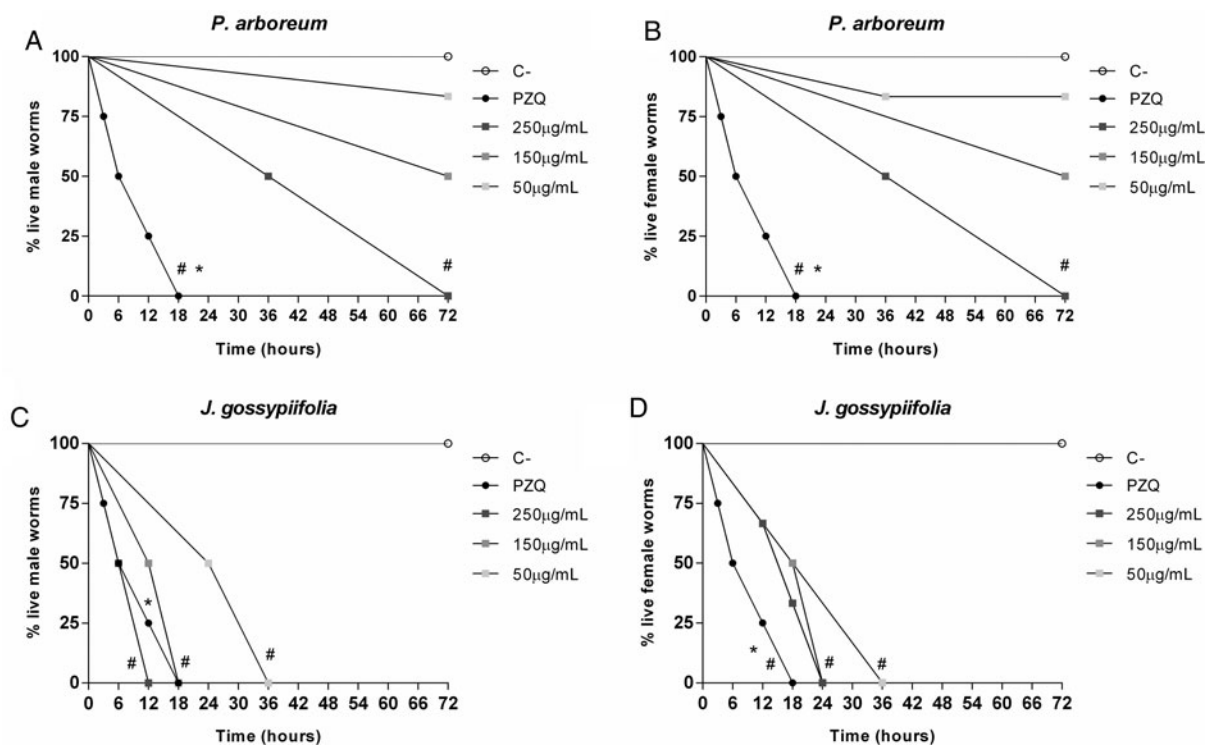 A
P. arboreum
% live male worms
100
75
50
25
0
# *
#
0 6 12 18 24 30 36 42 48 54 60 66 72
Time (hours)
C-
PZQ
250µg/mL
150µg/mL
50µg/mL
B
P. arboreum
% live female worms
100
75
50
25
0
# *
#
0 6 12 18 24 30 36 42 48 54 60 66 72
Time (hours)
C-
PZQ
250µg/mL
150µg/mL
50µg/mL
C
J. gossypiifolia
% live male worms
100
75
50
25
0
*
# # #
0 6 12 18 24 30 36 42 48 54 60 66 72
Time (hours)
C-
PZQ
250µg/mL
150µg/mL
50µg/mL
D
J. gossypiifolia
% live female worms
100
75
50
25
0
* # # #
0 6 12 18 24 30 36 42 48 54 60 66 72
Time (hours)
C-
PZQ
250µg/mL
150µg/mL
50µg/mL